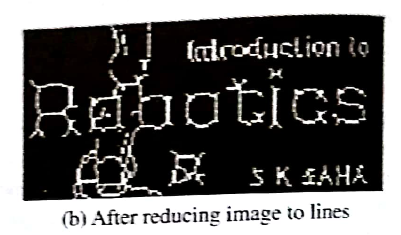 Introduction to
Robotics
S K SAHA
(b) After reducing image to lines